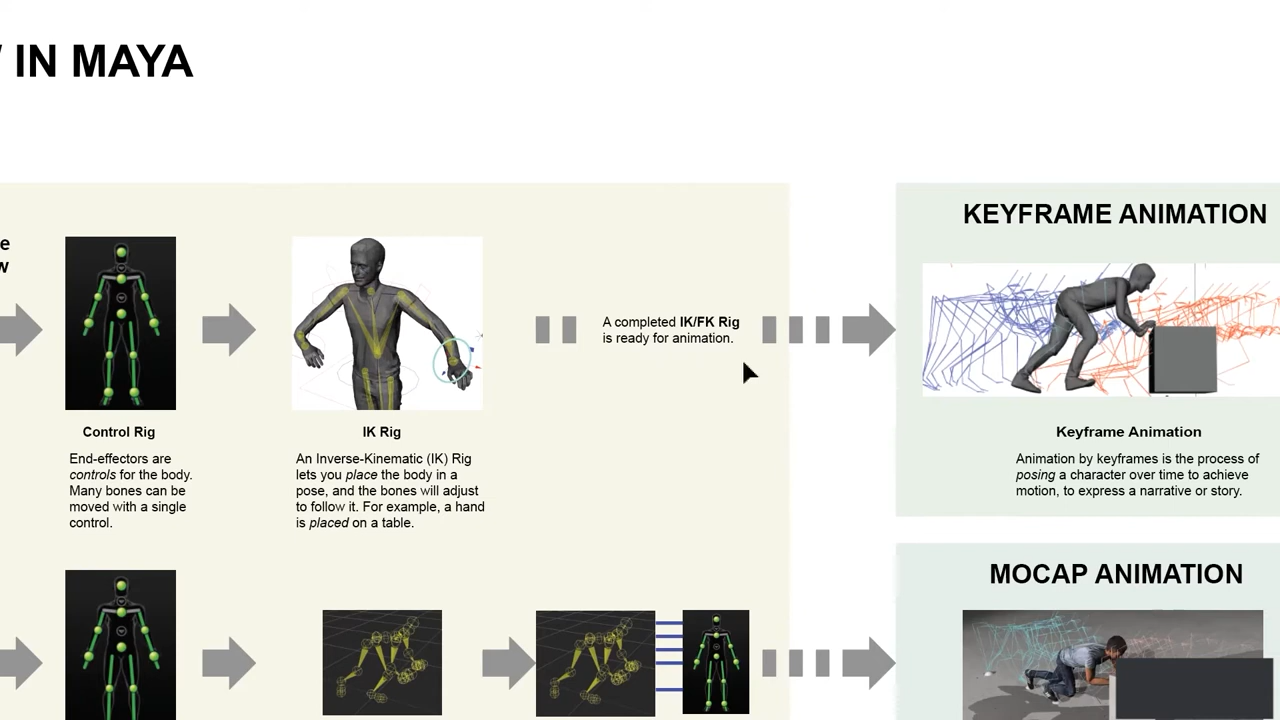 IN MAYA
KEYFRAME ANIMATION
e
w
A completed IK/FK Rig
is ready for animation.
Control Rig
End-effectors are
controls for the body.
Many bones can be
moved with a single
control.
IK Rig
An Inverse-Kinematic (IK) Rig
lets you place the body in a
pose, and the bones will adjust
to follow it. For example, a hand
is placed on a table.
Keyframe Animation
Animation by keyframes is the process of
posing a character over time to achieve
motion, to express a narrative or story.
MOCAP ANIMATION